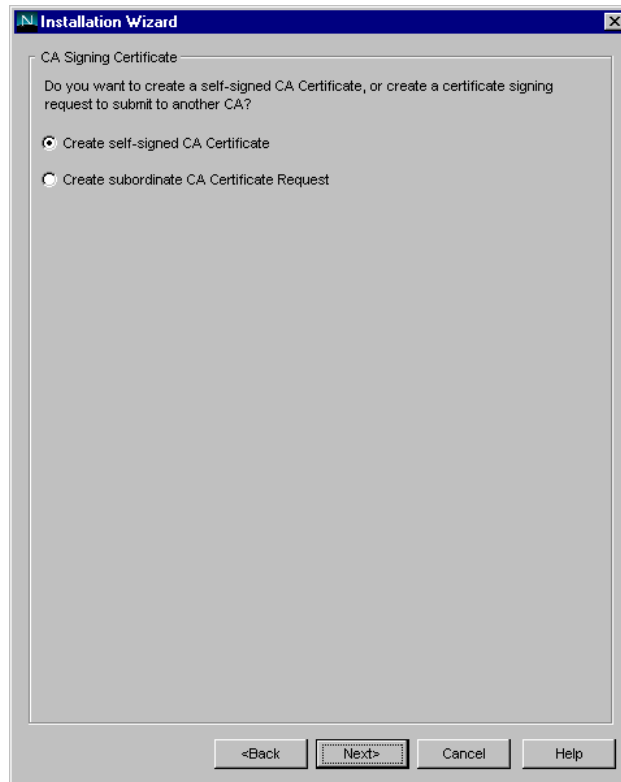 N Installation Wizard
CA Signing Certificate
Do you want to create a self-signed CA Certificate, or create a certificate signing
request to submit to another CA?
Create self-signed CA Certificate
Create subordinate CA Certificate Request
<Back Next> Cancel Help